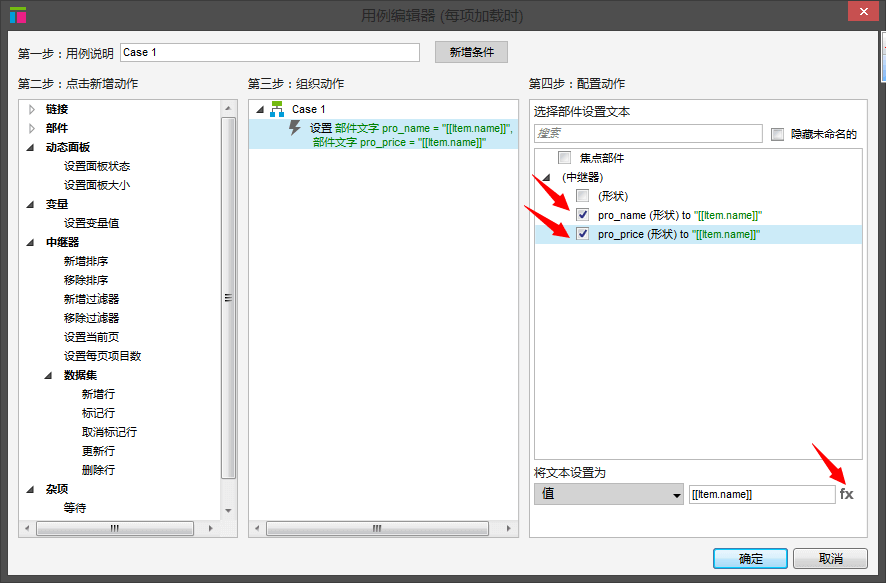 用例编辑器 (每项加载时)
第一步：用例说明 Case 1 新增条件
第二步：点击新增动作
链接
部件
动态面板
设置面板状态
设置面板大小
变量
设置变量值
中继器
新增排序
移除排序
新增过滤器
移除过滤器
设置当前页
设置每页项目数
数据集
新增行
标记行
取消标记行
更新行
删除行
杂项
等待
第三步：组织动作
Case 1
设置 部件文字 pro_name = "[[Item.name]]",
部件文字 pro_price = "[[Item.name]]"
第四步：配置动作
选择部件设置文本
搜索 隐藏未命名的
焦点部件
(中继器)
(形状)
pro_name (形状) to "[[Item.name]]"
pro_price (形状) to "[[Item.name]]"
将文本设置为
值 [[Item.name]] fx
确定 取消